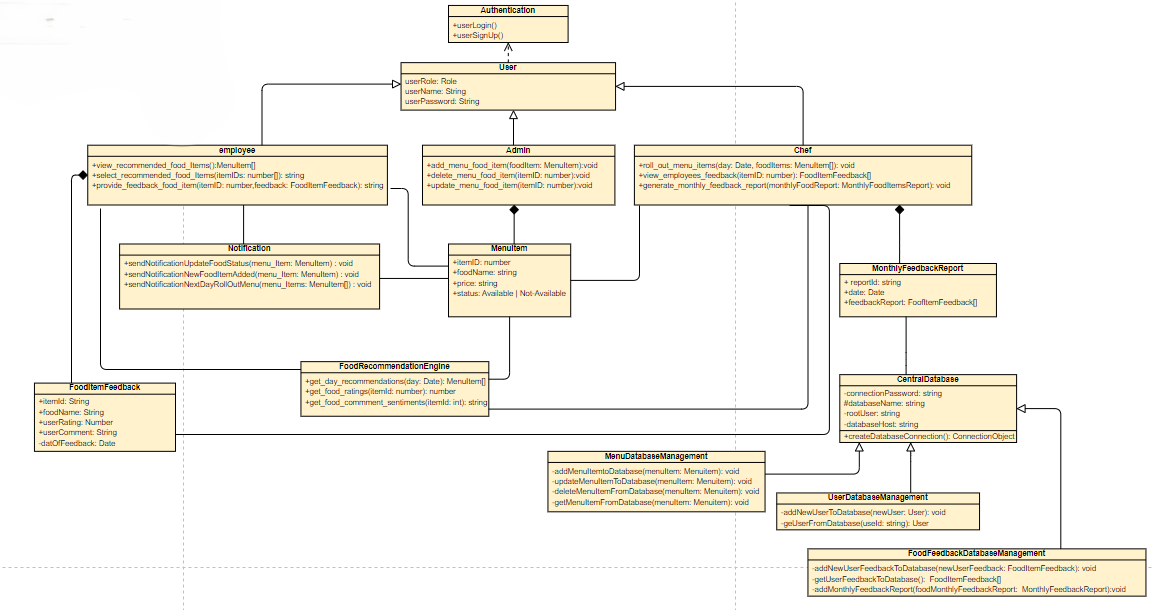 Authentication
+userLogin()
+userSignUp()
User
userRole: Role
userName: String
userPassword: String
employee
+view_recommended_food_Items():MenuItem[]
+select_recommended_food_Items(itemIDs: number[]): string
+provide_feedback_food_item(itemID: number,feedback: FoodItemFeedback): string
Admin
+add_menu_food_item(foodItem: MenuItem):void
+delete_menu_food_item(itemID: number):void
+update_menu_food_item(itemID: number):void
Chef
+roll_out_menu_items(day: Date, foodItems: MenuItem[]): void
+view_employees_feedback(itemID: number): FoodItemFeedback[]
+generate_monthly_feedback_report(monthlyFoodReport: MonthlyFoodItemsReport): void
Notification
+sendNotificationUpdateFoodStatus(menu_Item: MenuItem) : void
+sendNotificationNewFoodItemAdded(menu_Item: MenuItem) : void
+sendNotificationNextDayRollOutMenu(menu_Items: MenuItem[]) : void
MenuItem
+itemID: number
+foodName: string
+price: string
+status: Available | Not-Available
MonthlyFeedbackReport
+ reportId: string
+date: Date
+feedbackReport: FoofItemFeedback[]
FoodRecommendationEngine
+get_day_recommendations(day: Date): MenuItem[]
+get_food_ratings(itemId: number): number
+get_food_commment_sentiments(itemId: int): string
FoodItemFeedback
+itemId: String
+foodName: String
+userRating: Number
+userComment: String
-datOfFeedback: Date
CentralDatabase
-connectionPassword: string
#databaseName: string
-rootUser: string
-databaseHost: string
+createDatabaseConnection(): ConnectionObject
MenuDatabaseManagement
-addMenuItemtoDatabase(menuItem: Menuitem): void
-updateMenuItemToDatabase(menuItem: Menuitem): void
-deleteMenuItemFromDatabase(menuItem: Menuitem): void
-getMenuItemFromDatabase(menuItem: Menuitem): void
UserDatabaseManagement
-addNewUserToDatabase(newUser: User): void
-geUserFromDatabase(useId: string): User
FoodFeedbackDatabaseManagement
-addNewUserFeedbackToDatabase(newUserFeedback: FoodItemFeedback): void
-getUserFeedbackToDatabase(): FoodItemFeedback[]
-addMonthlyFeedbackReport(foodMonthlyFeedbackReport: MonthlyFeedbackReport):void